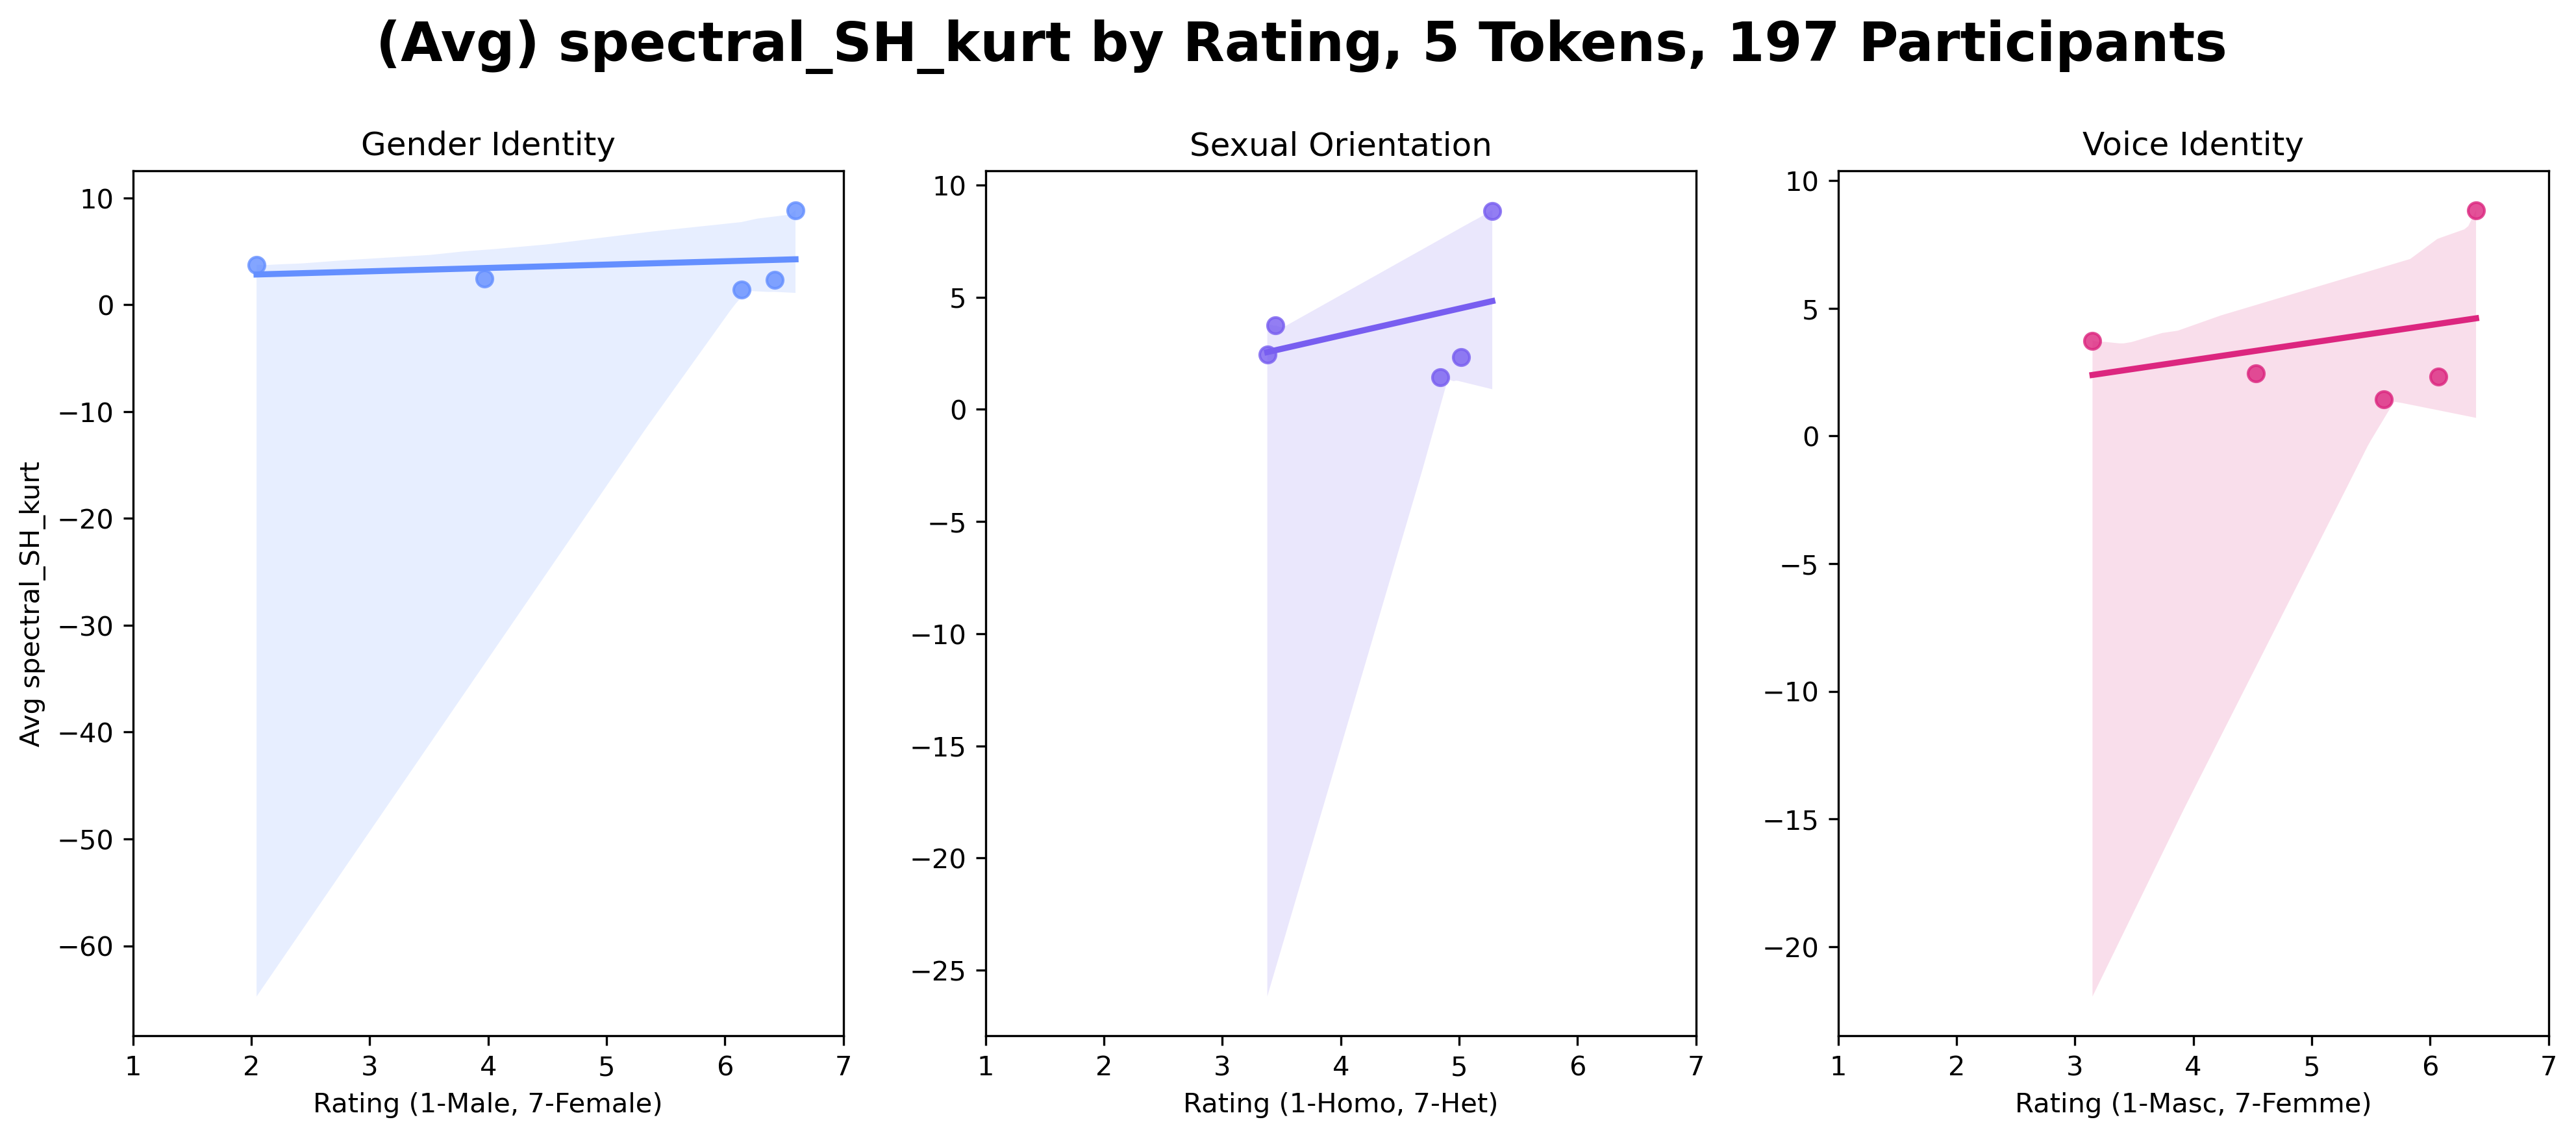 (Avg) spectral_SH_kurt by Rating, 5 Tokens, 197 Participants
Gender Identity
Sexual Orientation
Voice Identity
Avg spectral_SH_kurt
10
0
−10
−20
−30
−40
−50
−60
1 2 3 4 5 6 7
Rating (1-Male, 7-Female)
10
5
0
−5
−10
−15
−20
−25
1 2 3 4 5 6 7
Rating (1-Homo, 7-Het)
10
5
0
−5
−10
−15
−20
1 2 3 4 5 6 7
Rating (1-Masc, 7-Femme)